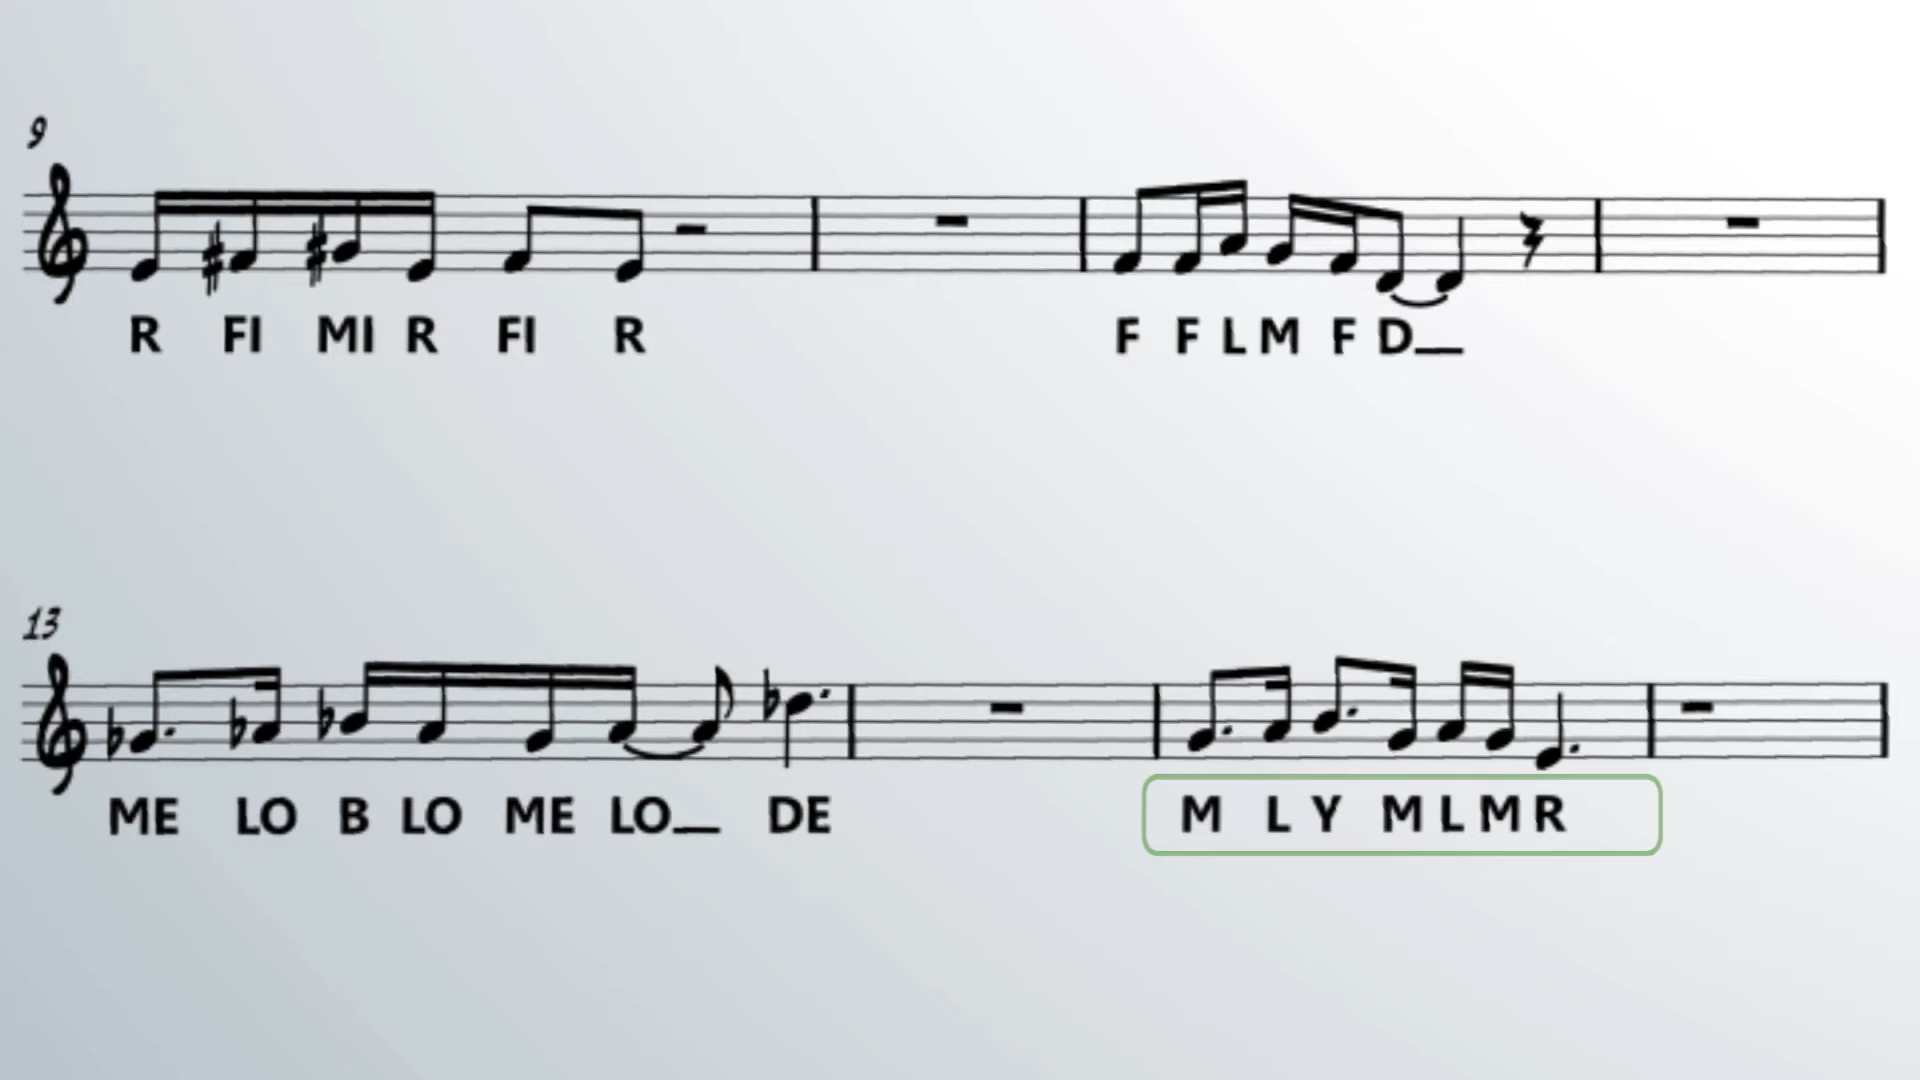 9
R FI MI R FI R F F L M F D
13
ME LO B LO ME LO DE M L Y M L M R